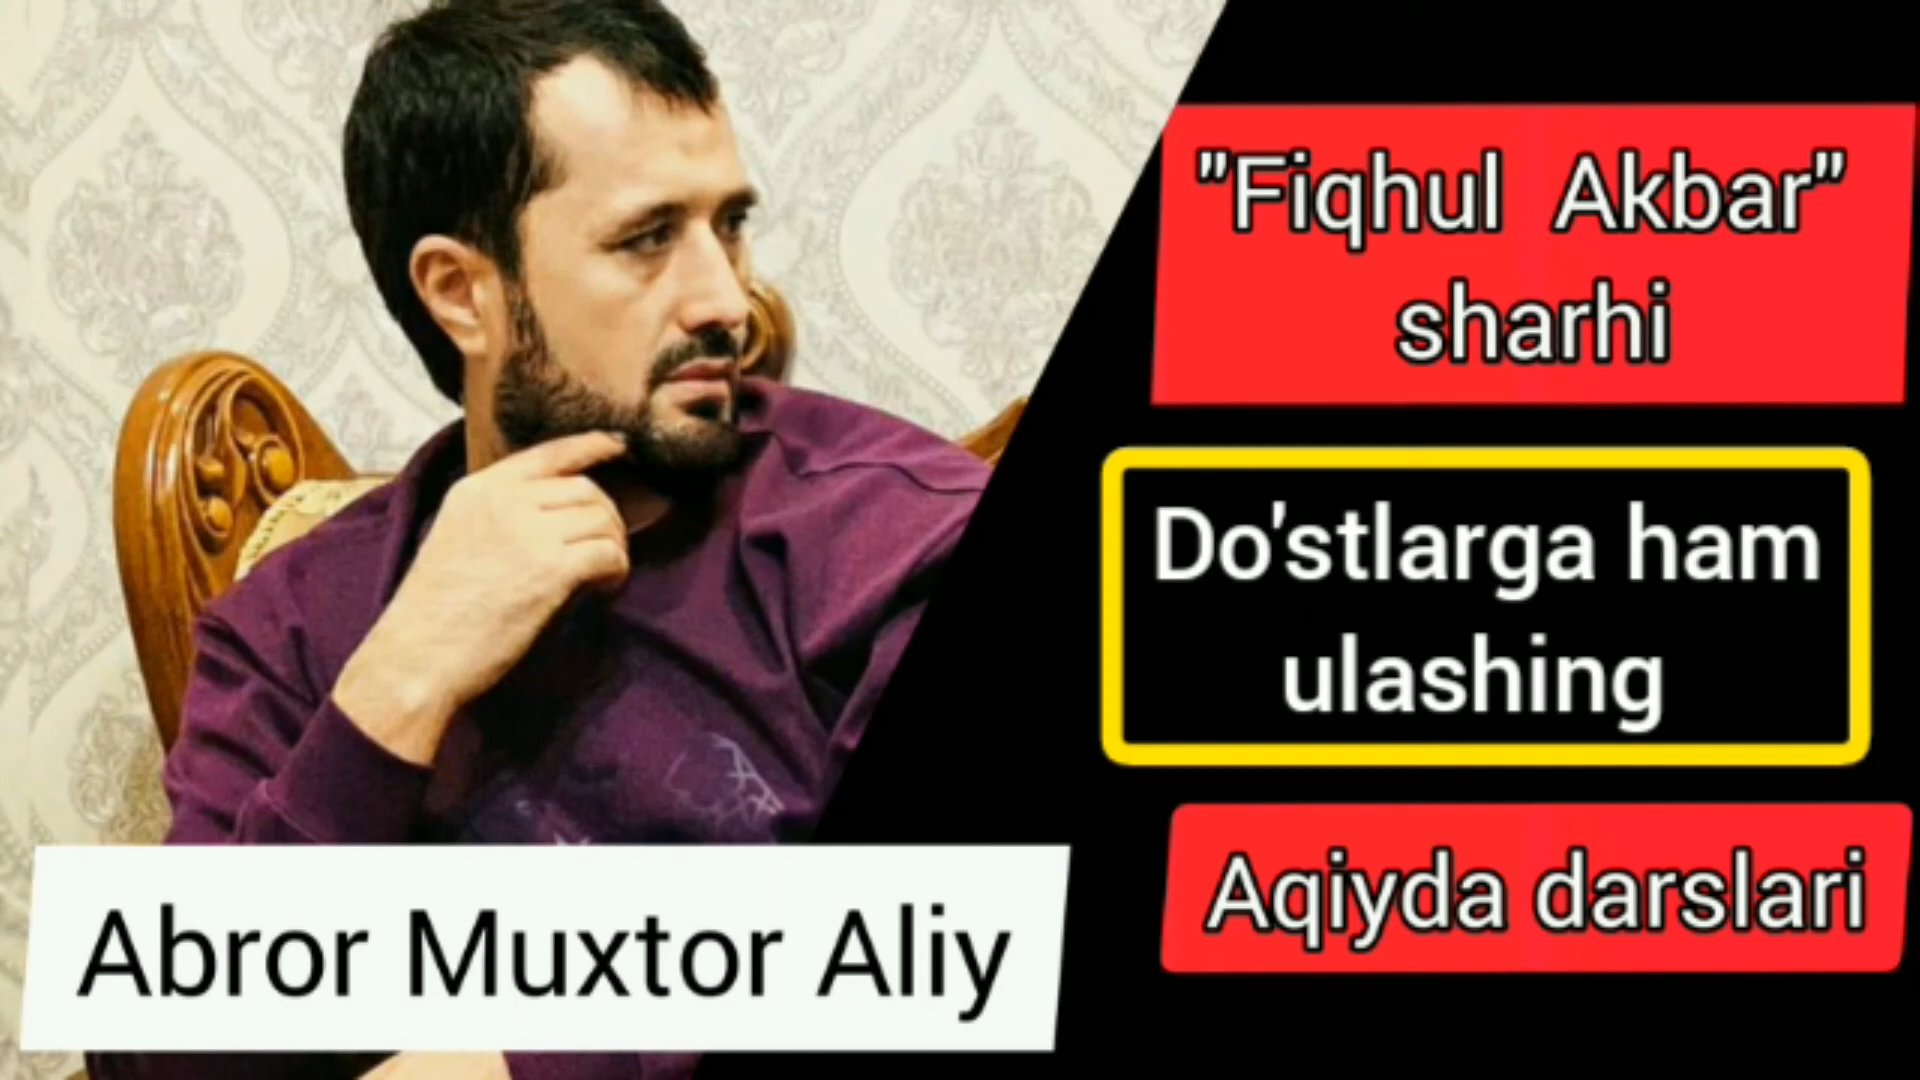 "Fiqhul Akbar"
sharhi
Do'stlarga ham
ulashing
Aqiyda darslari
Abror Muxtor Aliy